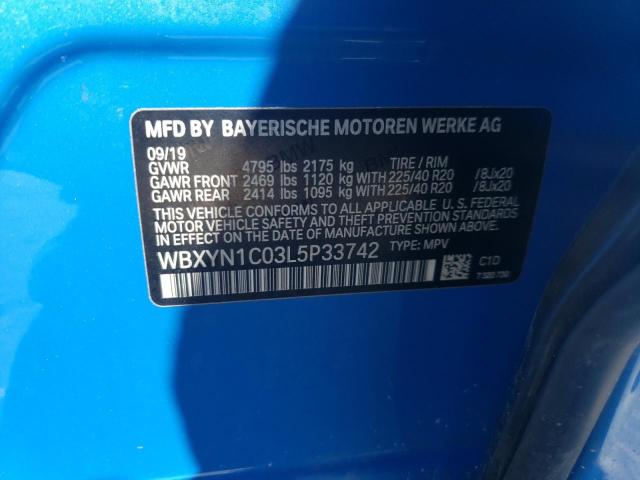 MFD BY BAYERISCHE MOTOREN WERKE AG
09/19
GVWR 4795 lbs 2175 kg TIRE / RIM
GAWR FRONT 2469 lbs 1120 kg WITH 225/40 R20 /8Jx20
GAWR REAR 2414 lbs 1095 kg WITH 225/40 R20 /8Jx20
THIS VEHICLE CONFORMS TO ALL APPLICABLE U. S. FEDERAL
MOTOR VEHICLE SAFETY AND THEFT PREVENTION STANDARDS
IN EFFECT ON THE DATE OF MANUFACTURE SHOWN ABOVE.
WBXYN1C03L5P33742 TYPE: MPV
C1D